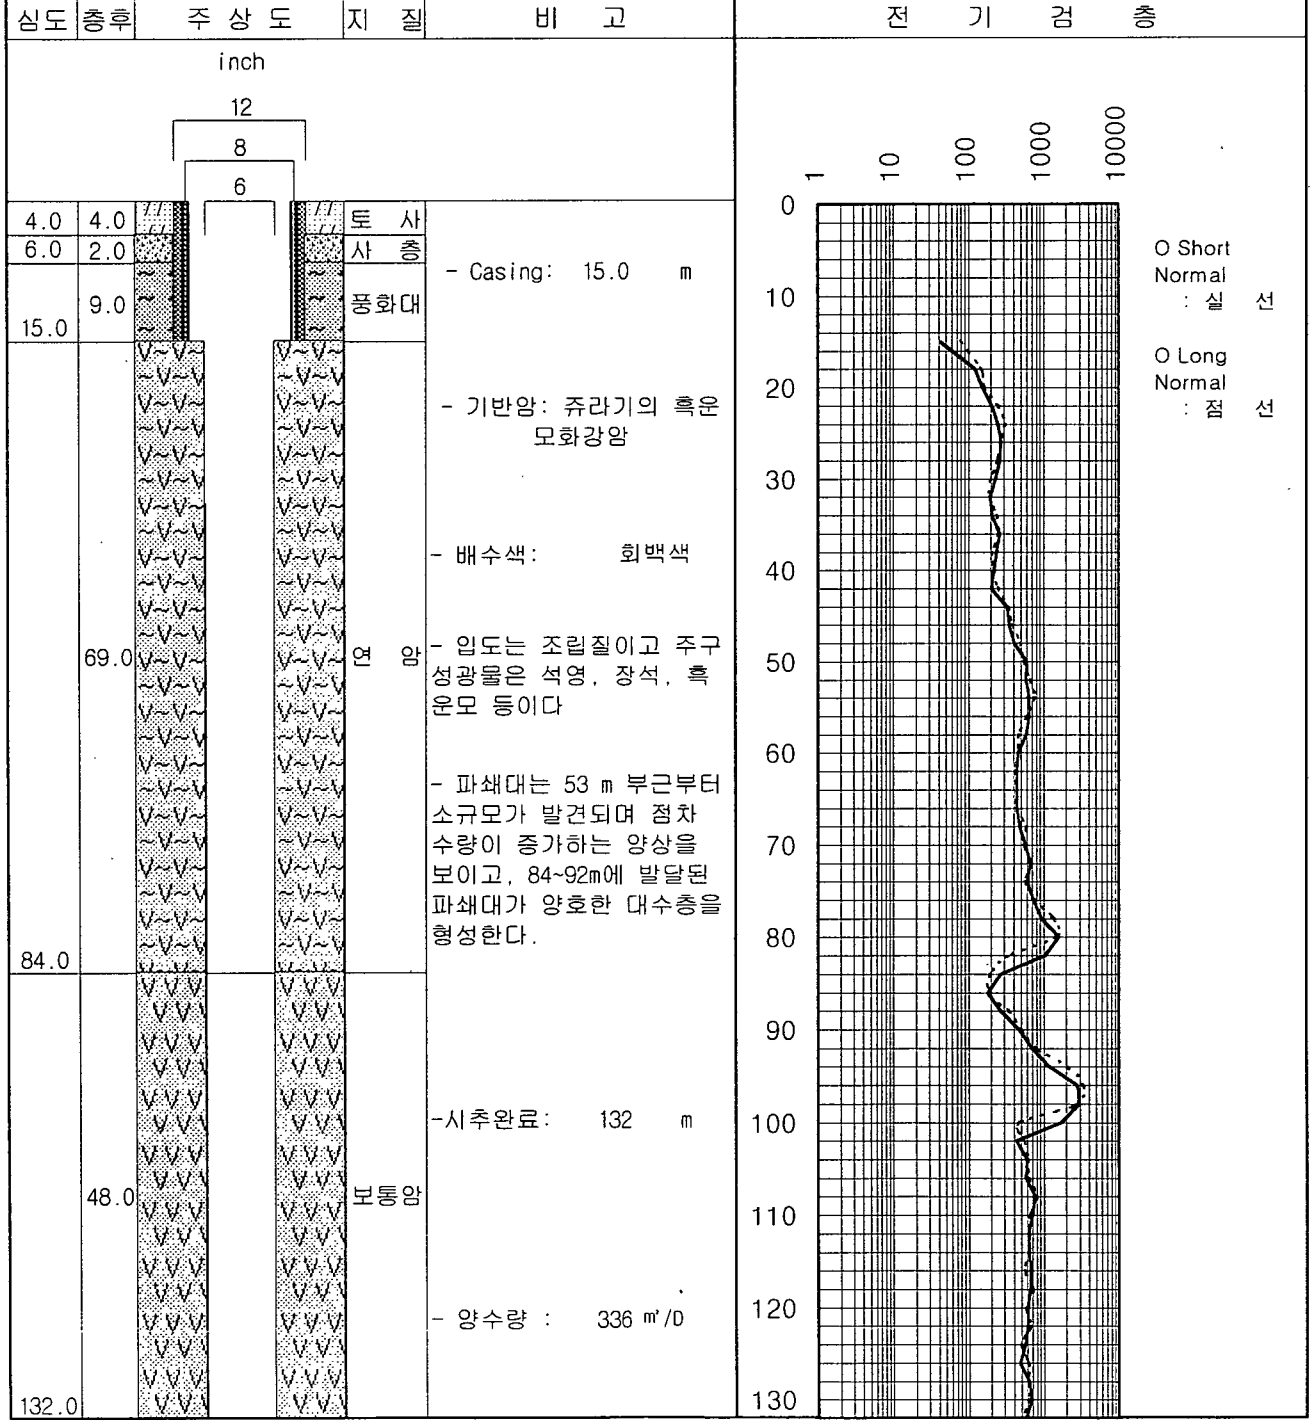 심도 층후 주 상 도 지 질 비 고 전 기 검 층
inch
12
8
6
1 10 100 1000 10000
4.0 4.0 토 사
6.0 2.0 사 층
9.0 풍화대
15.0
69.0 연 암
84.0
48.0 보통암
132.0
- Casing: 15.0 m
- 기반암: 쥬라기의 흑운
모화강암
- 배수색: 회백색
- 입도는 조립질이고 주구
성광물은 석영, 장석, 흑
운모 등이다
- 파쇄대는 53 m 부근부터
소규모가 발견되며 점차
수량이 증가하는 양상을
보이고, 84~92m에 발달된
파쇄대가 양호한 대수층을
형성한다.
-시추완료: 132 m
- 양수량 : 336 ㎥/D
0
10
20
30
40
50
60
70
80
90
100
110
120
130
O Short
Normal
: 실 선
O Long
Normal
: 점 선